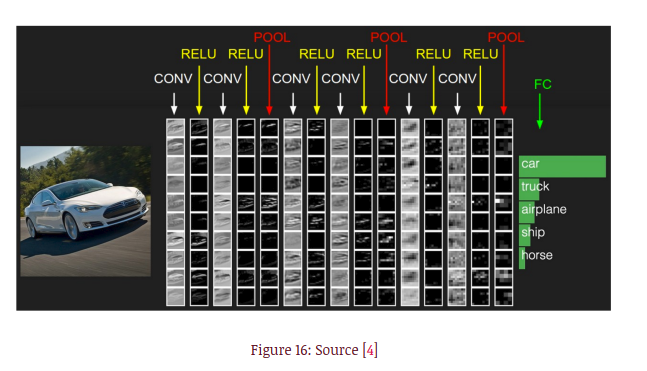 POOL POOL POOL
RELU RELU RELU RELU RELU RELU
CONV CONV CONV CONV CONV CONV
FC
car
truck
airplane
ship
horse
Figure 16: Source [4]